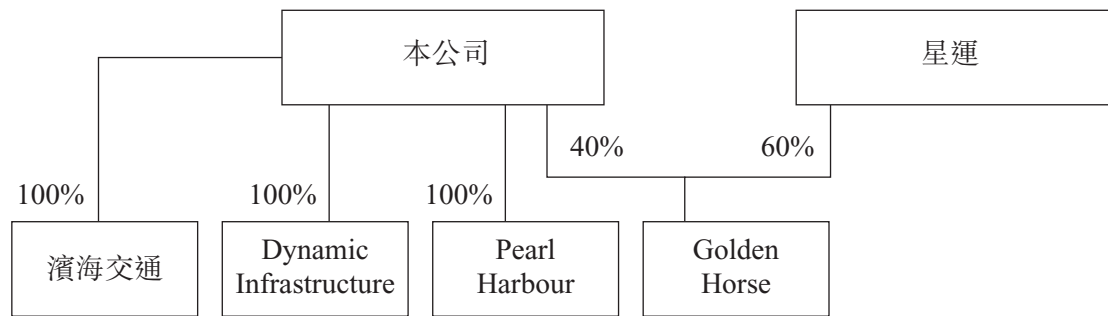 本公司
星運
40%
60%
100%
100%
100%
濱海交通
Dynamic
Infrastructure
Pearl
Harbour
Golden
Horse